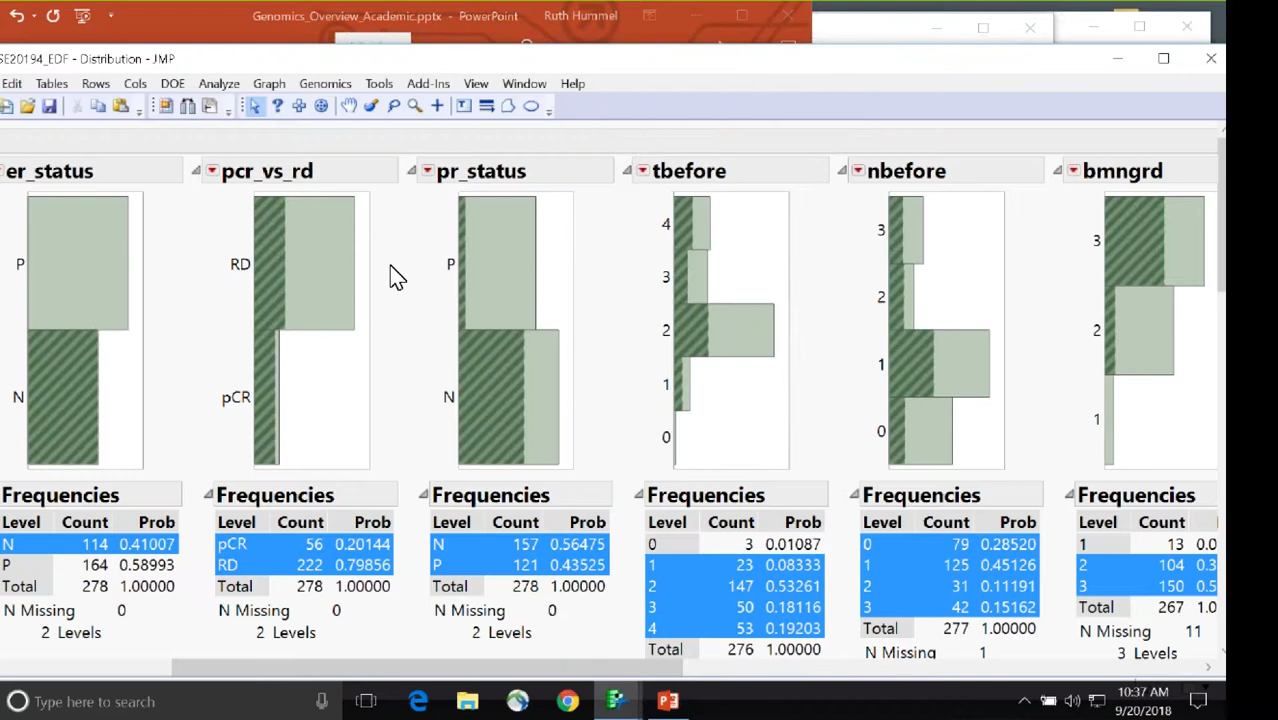 Genomics_Overview_Academic.pptx - PowerPoint Ruth Hummel
SE20194_EDF - Distribution - JMP
Edit Tables Rows Cols DOE Analyze Graph Genomics Tools Add-Ins View Window Help
er_status pcr_vs_rd pr_status tbefore nbefore bmngrd
P
N
RD
pCR
P
N
4
3
2
1
0
3
2
1
0
3
2
1
Frequencies
Level Count Prob
N 114 0.41007
P 164 0.58993
Total 278 1.00000
N Missing 0
2 Levels
Frequencies
Level Count Prob
pCR 56 0.20144
RD 222 0.79856
Total 278 1.00000
N Missing 0
2 Levels
Frequencies
Level Count Prob
N 157 0.56475
P 121 0.43525
Total 278 1.00000
N Missing 0
2 Levels
Frequencies
Level Count Prob
0 3 0.01087
1 23 0.08333
2 147 0.53261
3 50 0.18116
4 53 0.19203
Total 276 1.00000
Frequencies
Level Count Prob
0 79 0.28520
1 125 0.45126
2 31 0.11191
3 42 0.15162
Total 277 1.00000
N Missing 1
Frequencies
Level Count
1 13 0.0
2 104 0.3
3 150 0.5
Total 267 1.0
N Missing 11
3 Levels
Type here to search
10:37 AM
9/20/2018